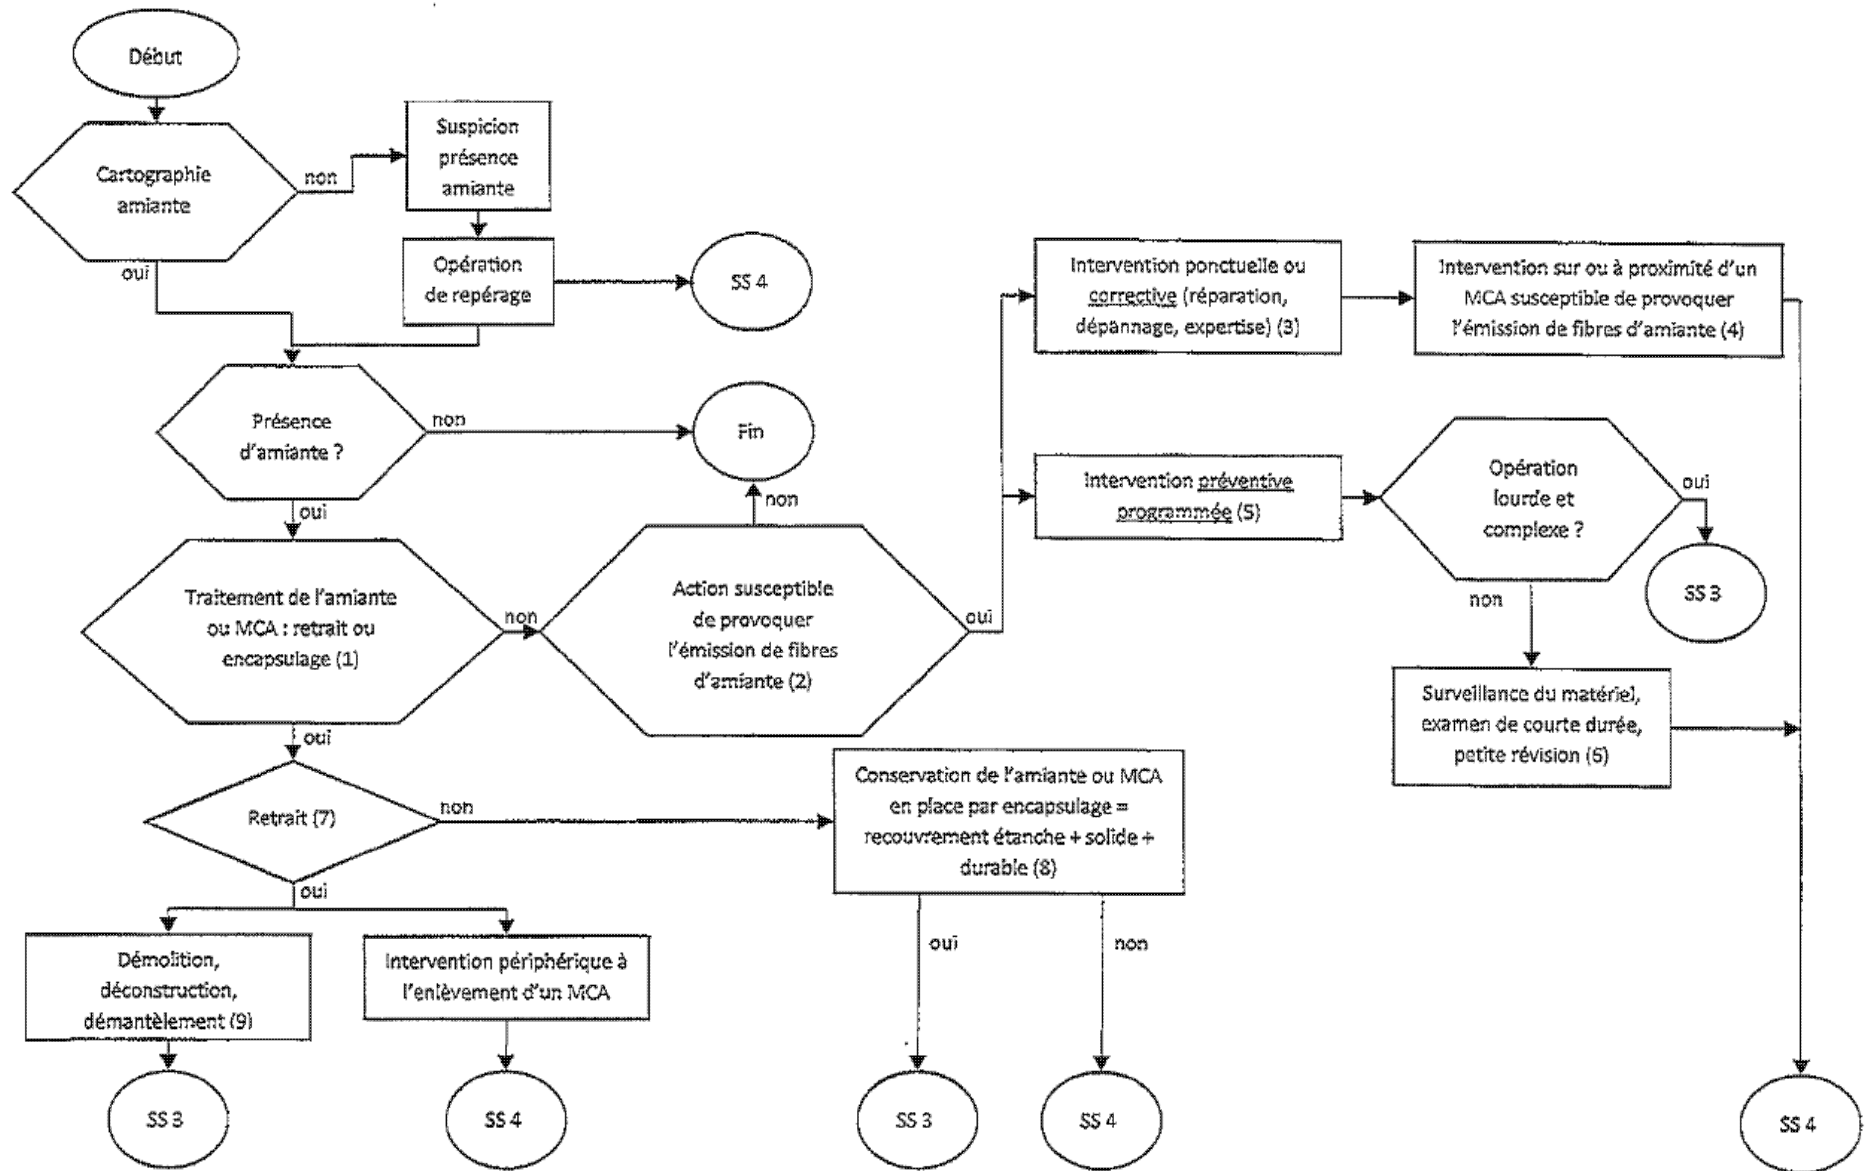 Début
Cartographie
amiante
non
oui
Suspicion
présence
amiante
Opération
de repérage
SS 4
Présence
d'amiante ?
non
oui
Fin
non
Traitement de l'amiante
ou MCA : retrait ou
encapsulage (1)
non
oui
Action susceptible
de provoquer
l'émission de fibres
d'amiante (2)
oui
Intervention ponctuelle ou
corrective (réparation,
dépannage, expertise) (3)
Intervention sur ou à proximité d'un
MCA susceptible de provoquer
l'émission de fibres d'amiante (4)
Intervention préventive
programmée (5)
Opération
lourde et
complexe ?
oui
SS 3
non
Surveillance du matériel,
examen de courte durée,
petite révision (6)
Retrait (7)
non
oui
Conservation de l'amiante ou MCA
en place par encapsulage =
recouvrement étanche + solide +
durable (8)
oui
non
Démolition,
déconstruction,
démantèlement (9)
Intervention périphérique à
l'enlèvement d'un MCA
SS 3
SS 4
SS 3
SS 4
SS 4